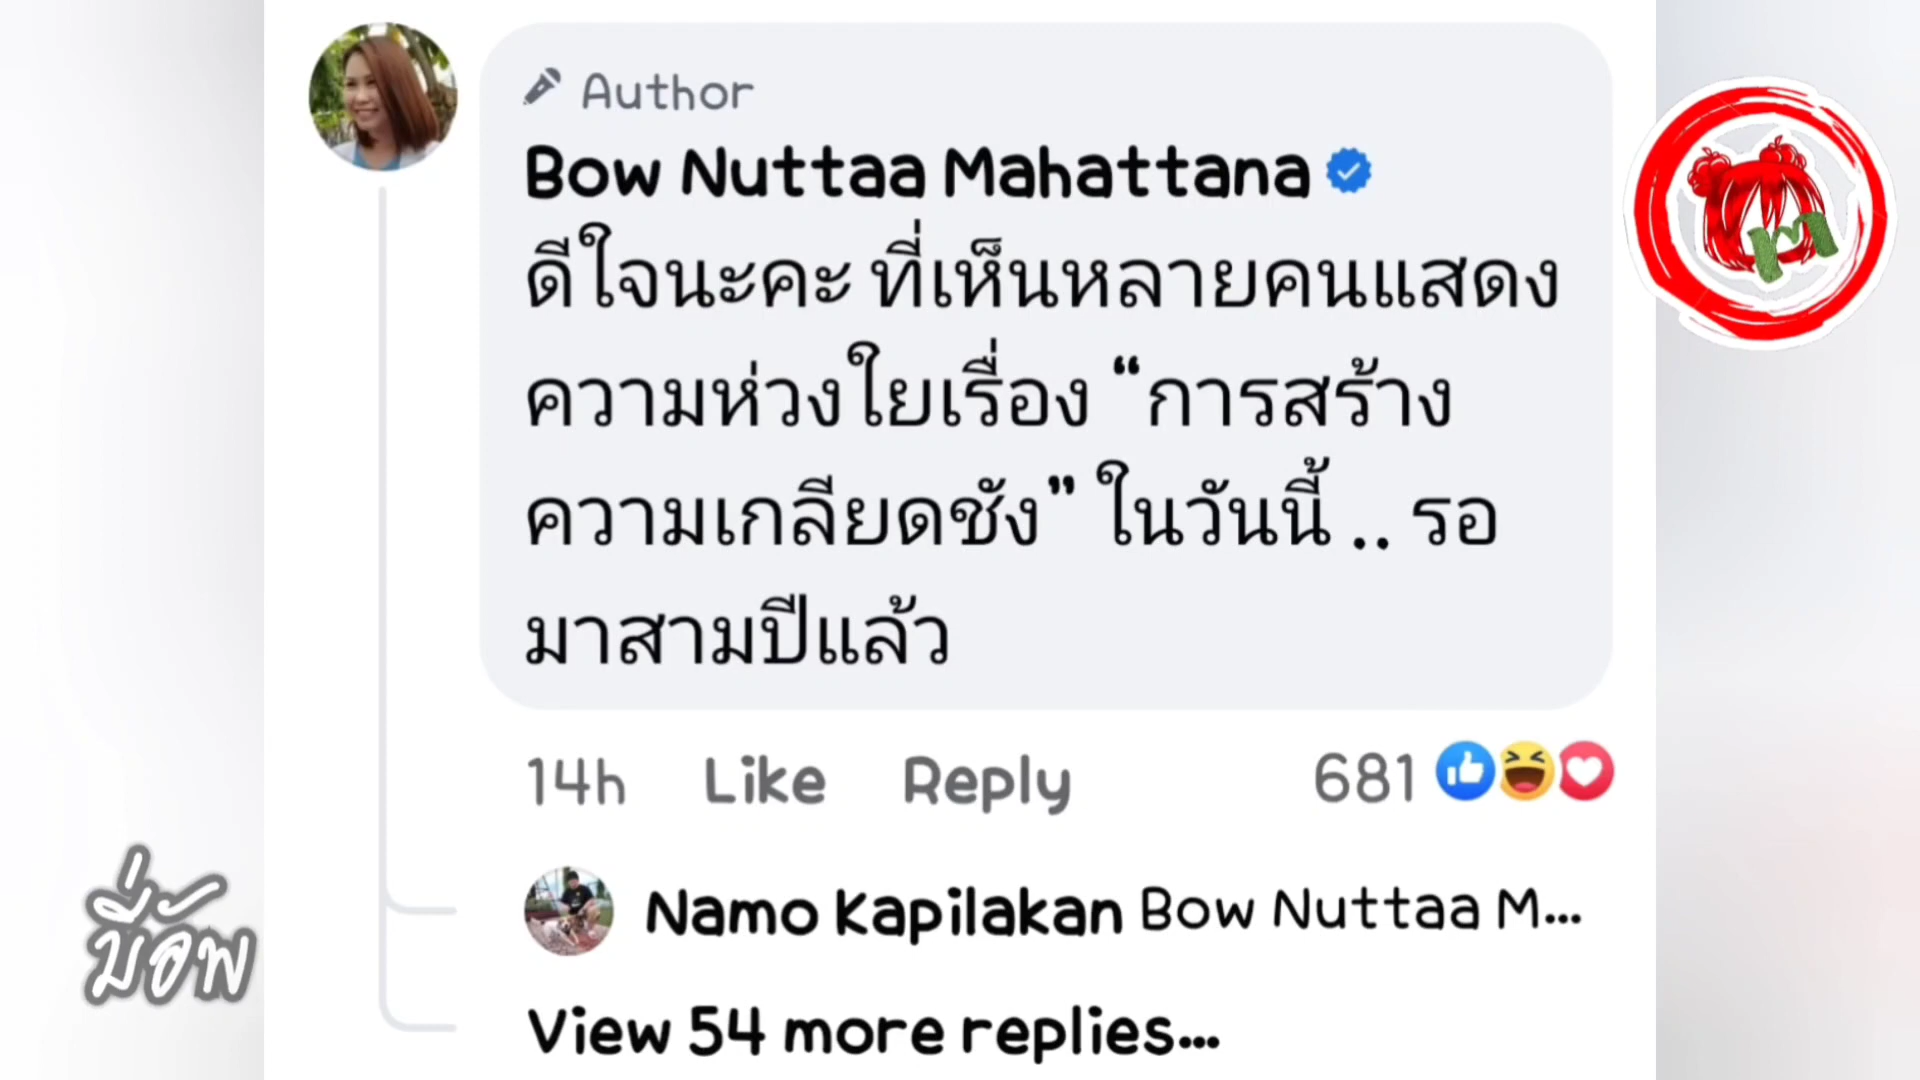 Author
Bow Nuttaa Mahattana
ดีใจนะคะ ที่เห็นหลายคนแสดง
ความห่วงใยเรื่อง “การสร้าง
ความเกลียดชัง” ในวันนี้ .. รอ
มาสามปีแล้ว
14h Like Reply 681
Namo Kapilakan Bow Nuttaa M...
View 54 more replies...